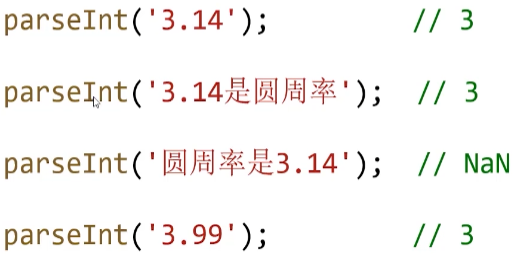 parseInt('3.14'); // 3
parseInt('3.14是圆周率'); // 3
parseInt('圆周率是3.14'); // NaN
parseInt('3.99'); // 3